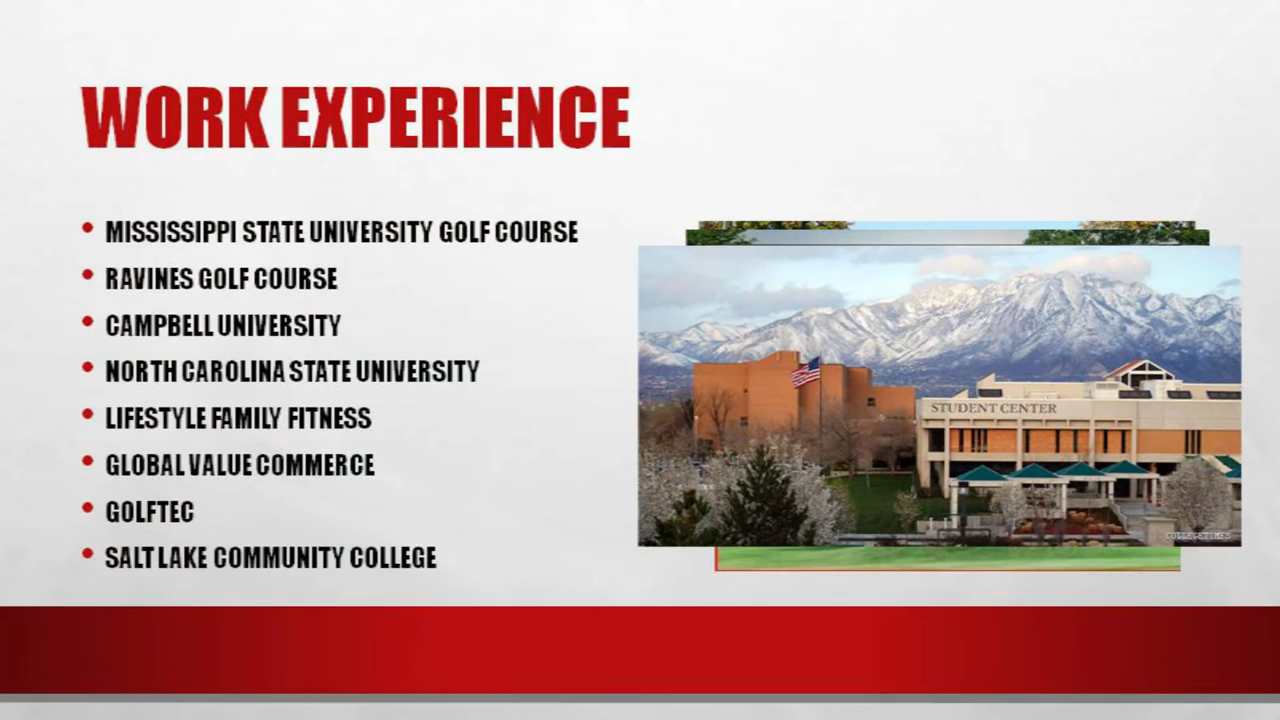 WORK EXPERIENCE
• MISSISSIPPI STATE UNIVERSITY GOLF COURSE
• RAVINES GOLF COURSE
• CAMPBELL UNIVERSITY
• NORTH CAROLINA STATE UNIVERSITY
• LIFESTYLE FAMILY FITNESS
• GLOBAL VALUE COMMERCE
• GOLFTEC
• SALT LAKE COMMUNITY COLLEGE
STUDENT CENTER
COLLEGETIMES